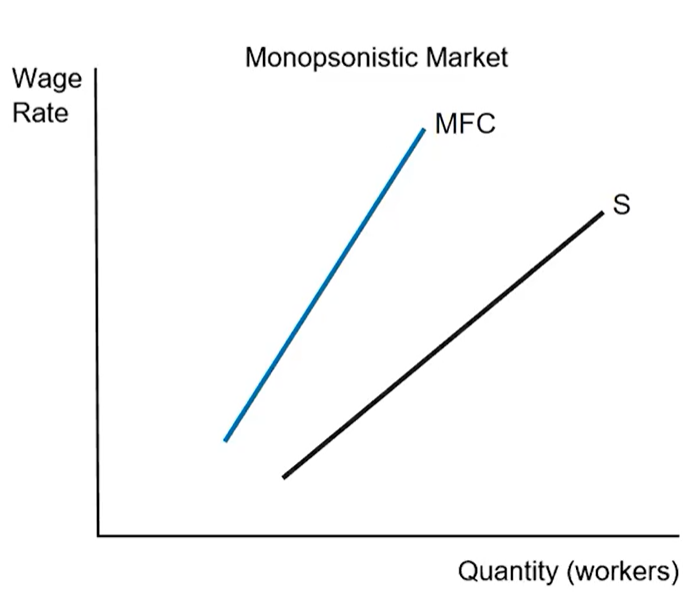 Monopsonistic Market
Wage
Rate
MFC
S
Quantity (workers)